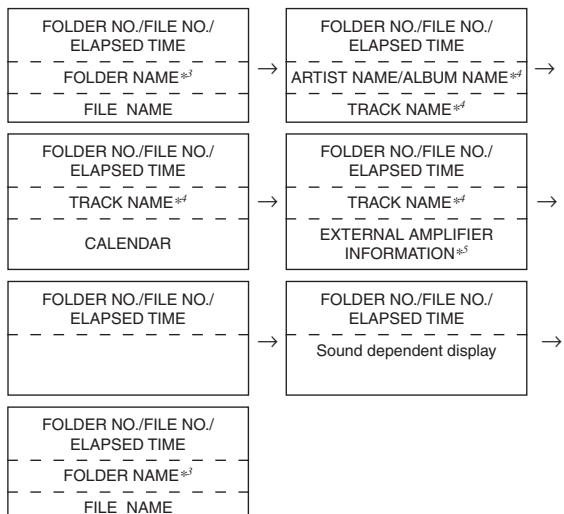 FOLDER NO./FILE NO./
ELAPSED TIME
FOLDER NAME*3
FILE NAME
→
FOLDER NO./FILE NO./
ELAPSED TIME
ARTIST NAME/ALBUM NAME*4
TRACK NAME*4
→
FOLDER NO./FILE NO./
ELAPSED TIME
TRACK NAME*4
CALENDAR
→
FOLDER NO./FILE NO./
ELAPSED TIME
TRACK NAME*4
EXTERNAL AMPLIFIER
INFORMATION*5
→
FOLDER NO./FILE NO./
ELAPSED TIME
→
FOLDER NO./FILE NO./
ELAPSED TIME
Sound dependent display
→
FOLDER NO./FILE NO./
ELAPSED TIME
FOLDER NAME*3
FILE NAME